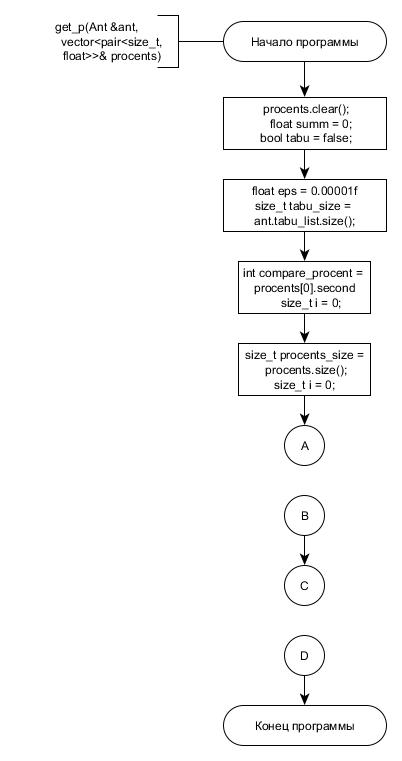 get_p(Ant &ant,
vector<pair<size_t,
float>>& procents)
Начало программы
procents.clear();
float summ = 0;
bool tabu = false;
float eps = 0.00001f
size_t tabu_size =
ant.tabu_list.size();
int compare_procent =
procents[0].second
size_t i = 0;
size_t procents_size =
procents.size();
size_t i = 0;
A
B
C
D
Конец программы